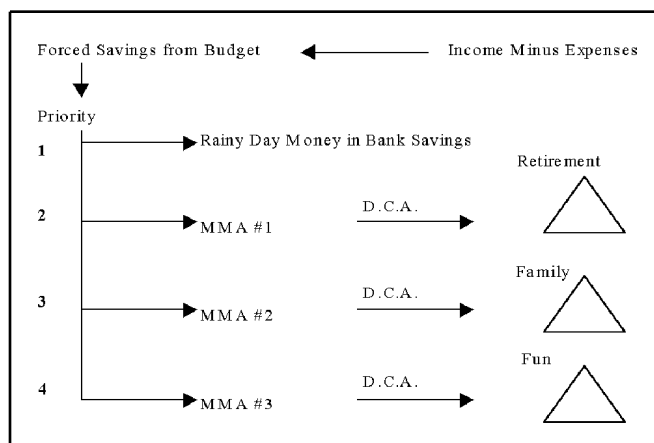 Forced Savings from Budget
Income Minus Expenses
Priority
1
Rainy Day Money in Bank Savings
Retirement
2
MMA #1
D.C.A.
Family
3
MMA #2
D.C.A.
Fun
4
MMA #3
D.C.A.